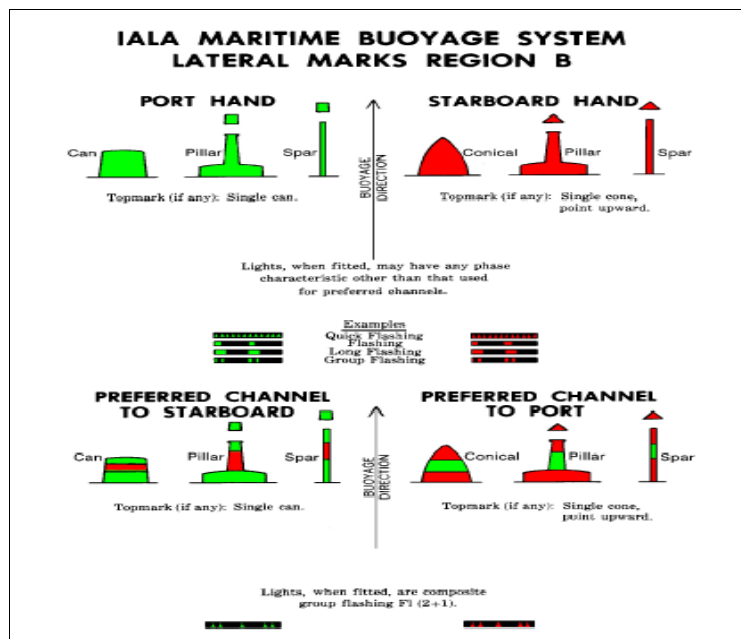 IALA MARITIME BUOYAGE SYSTEM
LATERAL MARKS REGION B
PORT HAND
STARBOARD HAND
Can
Pillar
Spar
Conical
Pillar
Spar
BUOYAGE
DIRECTION
Topmark (if any): Single can.
Topmark (if any): Single cone,
point upward.
Lights, when fitted, may have any phase
characteristic other than that used
for preferred channels.
Examples
Quick Flashing
Flashing
Long Flashing
Group Flashing
PREFERRED CHANNEL
TO STARBOARD
PREFERRED CHANNEL
TO PORT
Can
Pillar
Spar
Conical
Pillar
Spar
BUOYAGE
DIRECTION
Topmark (if any): Single can.
Topmark (if any): Single cone,
point upward.
Lights, when fitted, are composite
group flashing Fl (2+1).